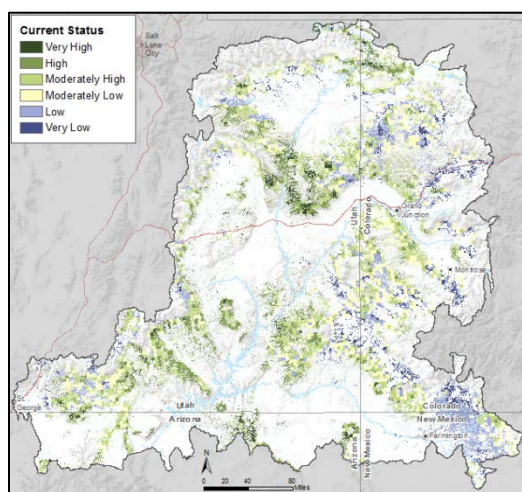 Current Status
Very High
High
Moderately High
Moderately Low
Low
Very Low
Salt
Lake
City
Utah
Colorado
Grand
Junction
Montrose
St.
George
Utah
Arizona
Colorado
New Mexico
Farmington
Arizona
New Mexico
N
0 20 40 80
Miles